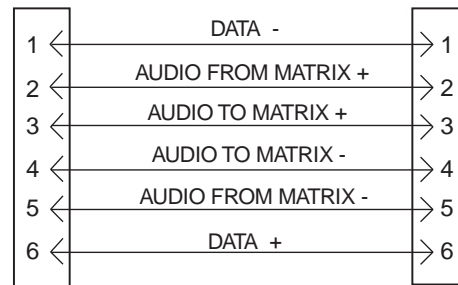 1 DATA - 1
2 AUDIO FROM MATRIX + 2
3 AUDIO TO MATRIX + 3
4 AUDIO TO MATRIX - 4
5 AUDIO FROM MATRIX - 5
6 DATA + 6